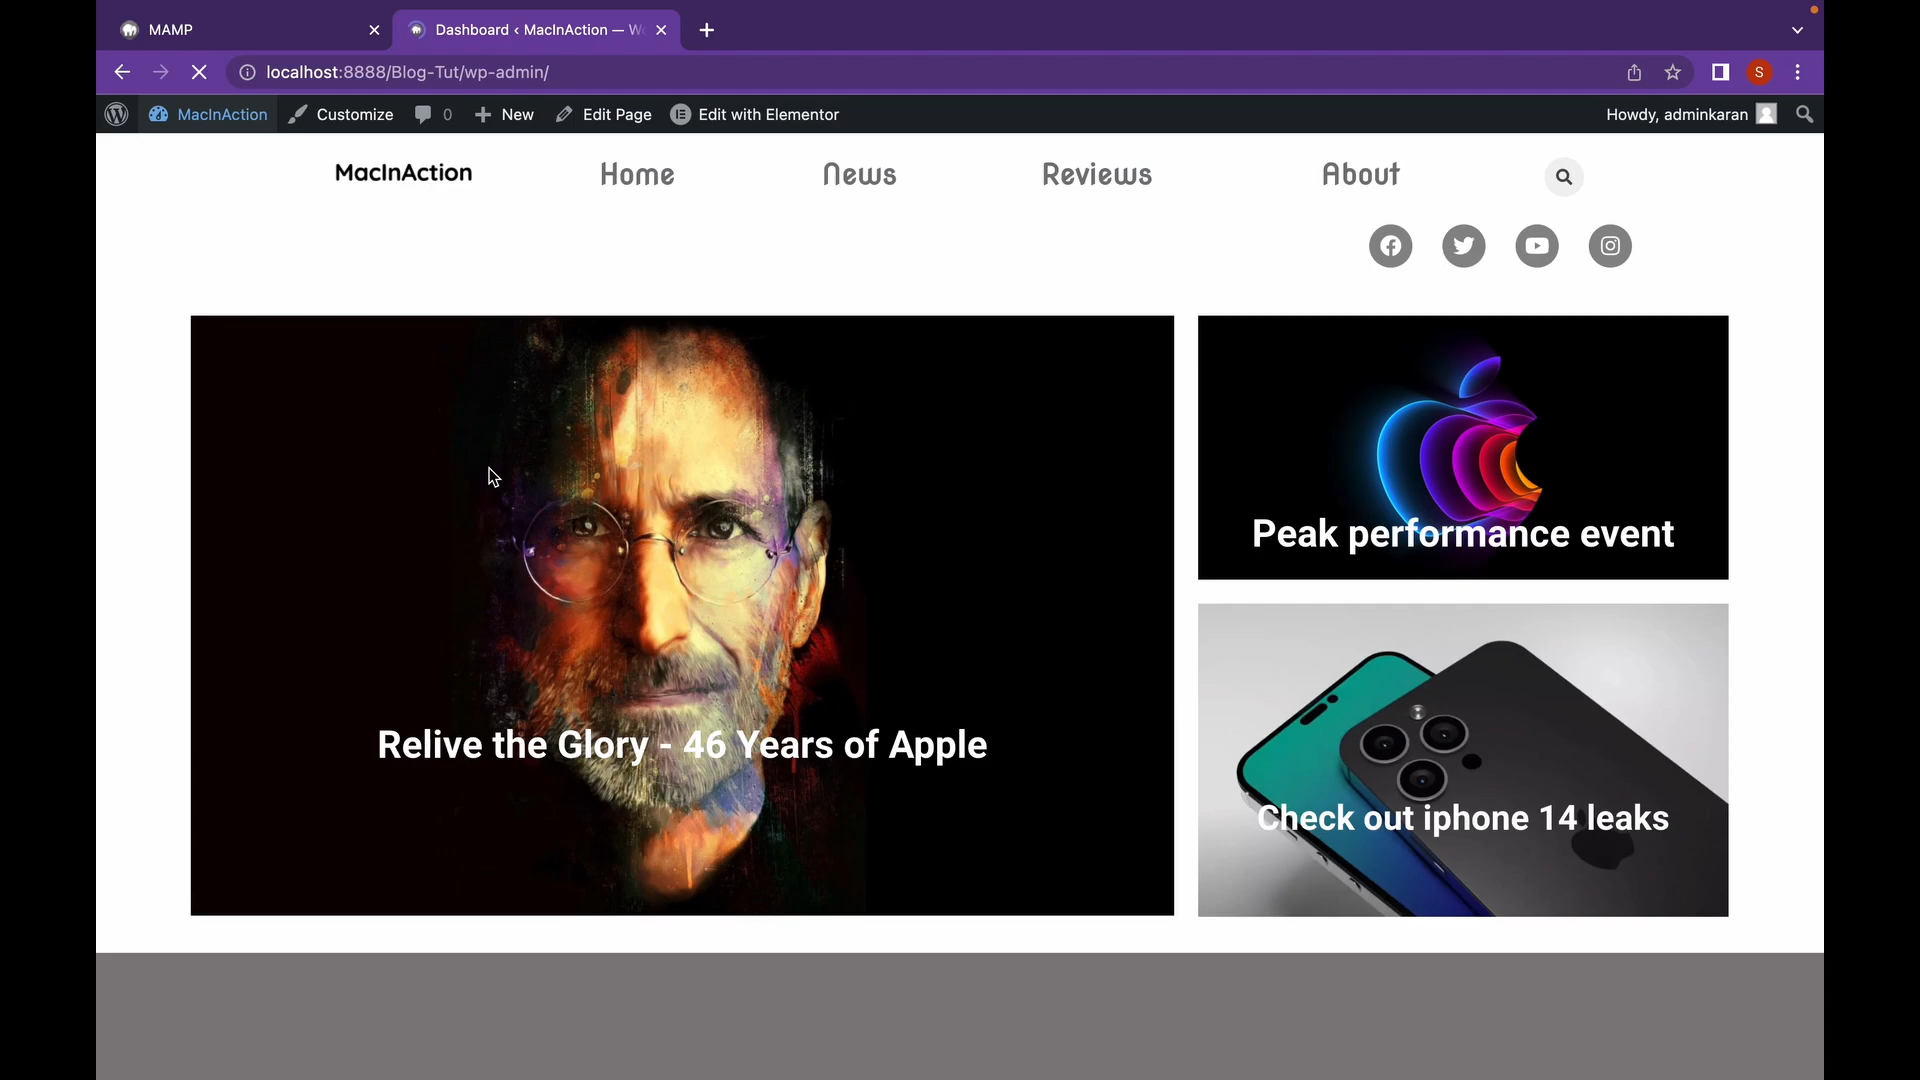 MAMP
Dashboard ‹ MacInAction — W
localhost:8888/Blog-Tut/wp-admin/
S
MacInAction
Customize
0
New
Edit Page
Edit with Elementor
Howdy, adminkaran
MacInAction
Home
News
Reviews
About
Relive the Glory - 46 Years of Apple
Peak performance event
Check out iphone 14 leaks